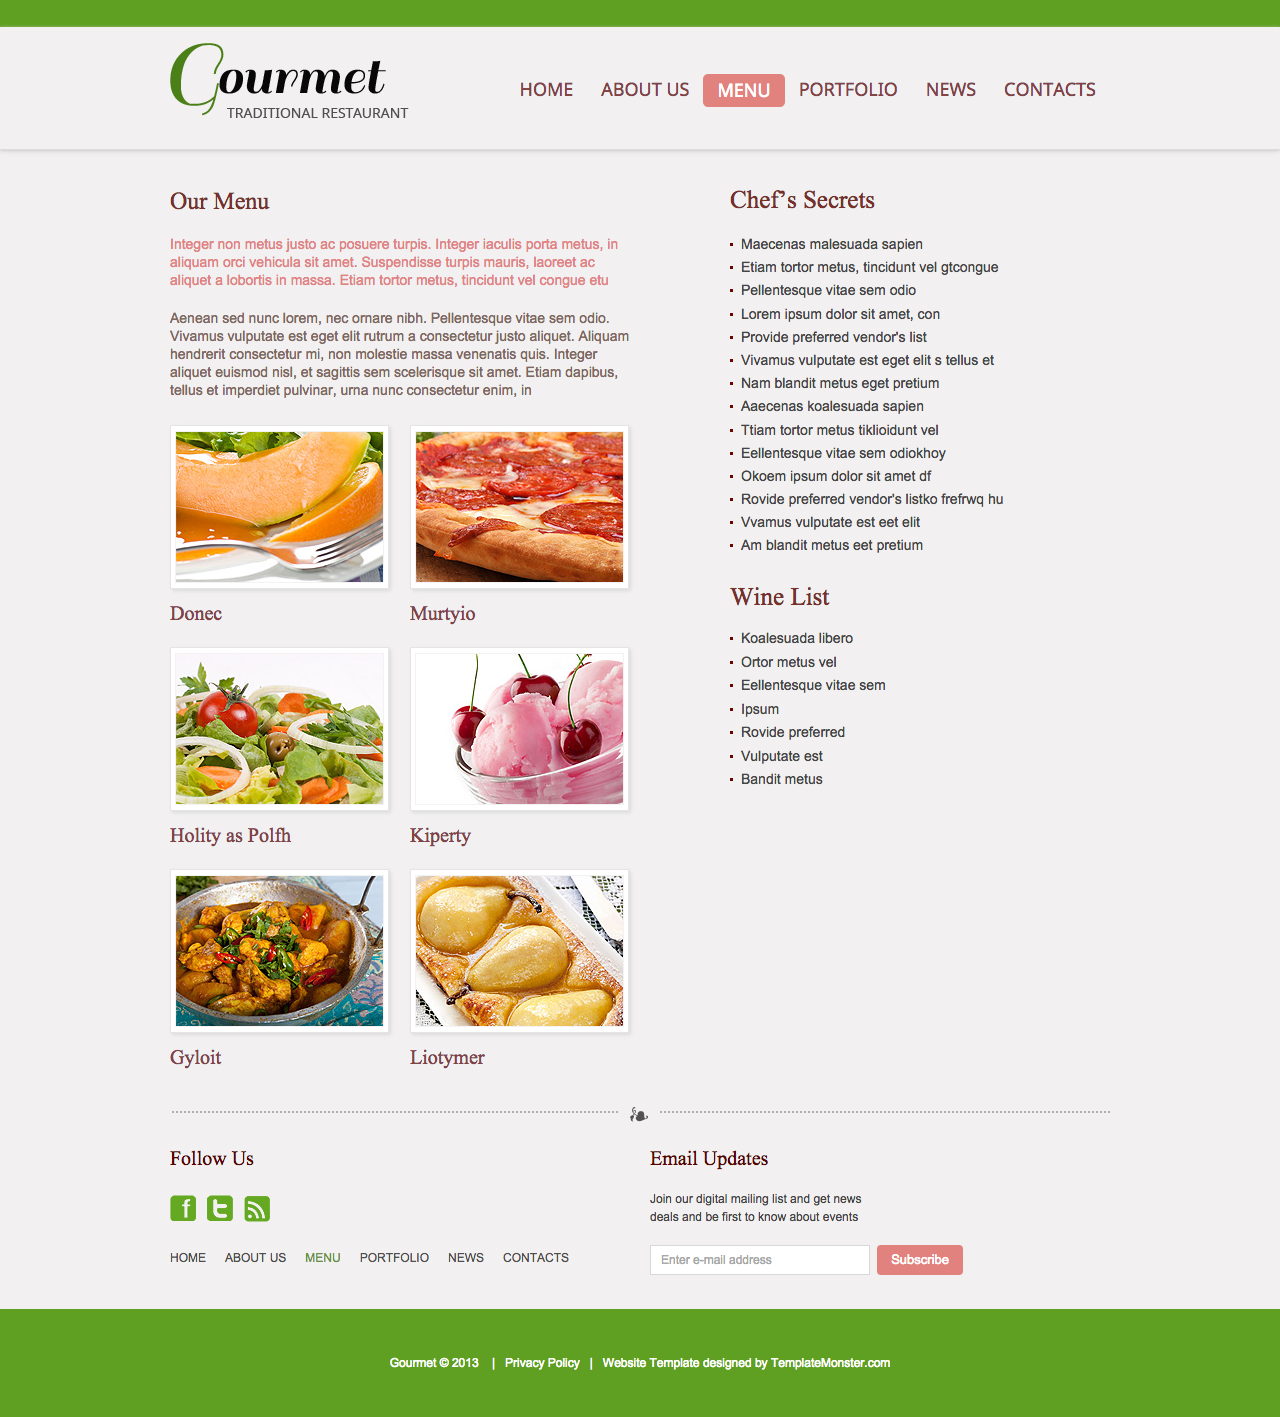 Gourmet
TRADITIONAL RESTAURANT
HOME ABOUT US MENU PORTFOLIO NEWS CONTACTS
Our Menu
Integer non metus justo ac posuere turpis. Integer iaculis porta metus, in
aliquam orci vehicula sit amet. Suspendisse turpis mauris, laoreet ac
aliquet a lobortis in massa. Etiam tortor metus, tincidunt vel congue etu
Aenean sed nunc lorem, nec ornare nibh. Pellentesque vitae sem odio.
Vivamus vulputate est eget elit rutrum a consectetur justo aliquet. Aliquam
hendrerit consectetur mi, non molestie massa venenatis quis. Integer
aliquet euismod nisl, et sagittis sem scelerisque sit amet. Etiam dapibus,
tellus et imperdiet pulvinar, urna nunc consectetur enim, in
Donec
Murtyio
Holity as Polfh
Kiperty
Gyloit
Liotymer
Chef's Secrets
Maecenas malesuada sapien
Etiam tortor metus, tincidunt vel gtcongue
Pellentesque vitae sem odio
Lorem ipsum dolor sit amet, con
Provide preferred vendor's list
Vivamus vulputate est eget elit s tellus et
Nam blandit metus eget pretium
Aaecenas koalesuada sapien
Ttiam tortor metus tiklioidunt vel
Eellentesque vitae sem odiokhoy
Okoem ipsum dolor sit amet df
Rovide preferred vendor's listko frefrwq hu
Vvamus vulputate est eet elit
Am blandit metus eet pretium
Wine List
Koalesuada libero
Ortor metus vel
Eellentesque vitae sem
Ipsum
Rovide preferred
Vulputate est
Bandit metus
Follow Us
HOME ABOUT US MENU PORTFOLIO NEWS CONTACTS
Email Updates
Join our digital mailing list and get news
deals and be first to know about events
Enter e-mail address
Subscribe
Gourmet © 2013 | Privacy Policy | Website Template designed by TemplateMonster.com